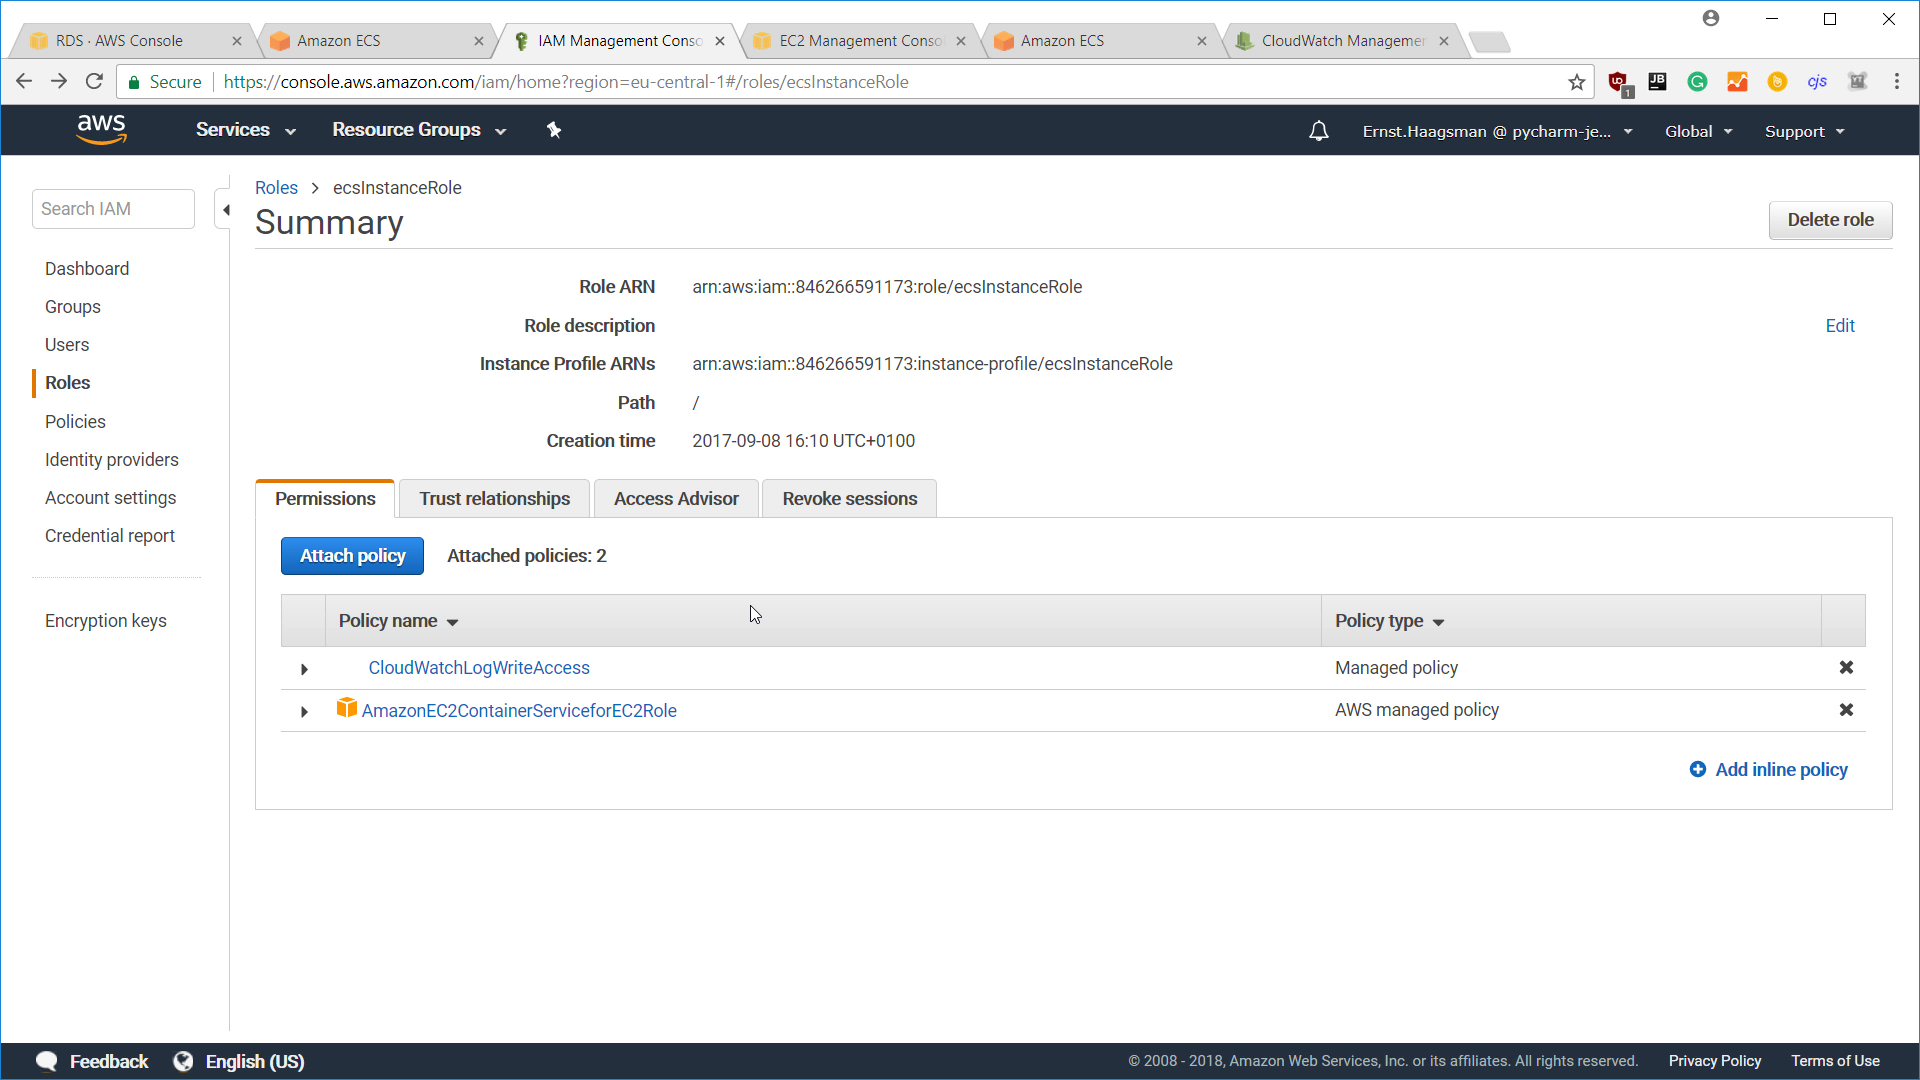 RDS · AWS Console
Amazon ECS
IAM Management Conso
EC2 Management Conso
Amazon ECS
CloudWatch Managemen
Secure
https://console.aws.amazon.com/iam/home?region=eu-central-1#/roles/ecsInstanceRole
1
JB
cjs
aws
Services
Resource Groups
Ernst.Haagsman @ pycharm-je...
Global
Support
Search IAM
Dashboard
Groups
Users
Roles
Policies
Identity providers
Account settings
Credential report
Encryption keys
Roles > ecsInstanceRole
Summary
Delete role
Role ARN arn:aws:iam::846266591173:role/ecsInstanceRole
Role description Edit
Instance Profile ARNs arn:aws:iam::846266591173:instance-profile/ecsInstanceRole
Path /
Creation time 2017-09-08 16:10 UTC+0100
Permissions Trust relationships Access Advisor Revoke sessions
Attach policy Attached policies: 2
Policy name Policy type
CloudWatchLogWriteAccess Managed policy
AmazonEC2ContainerServiceforEC2Role AWS managed policy
Add inline policy
Feedback English (US)
© 2008 - 2018, Amazon Web Services, Inc. or its affiliates. All rights reserved. Privacy Policy Terms of Use